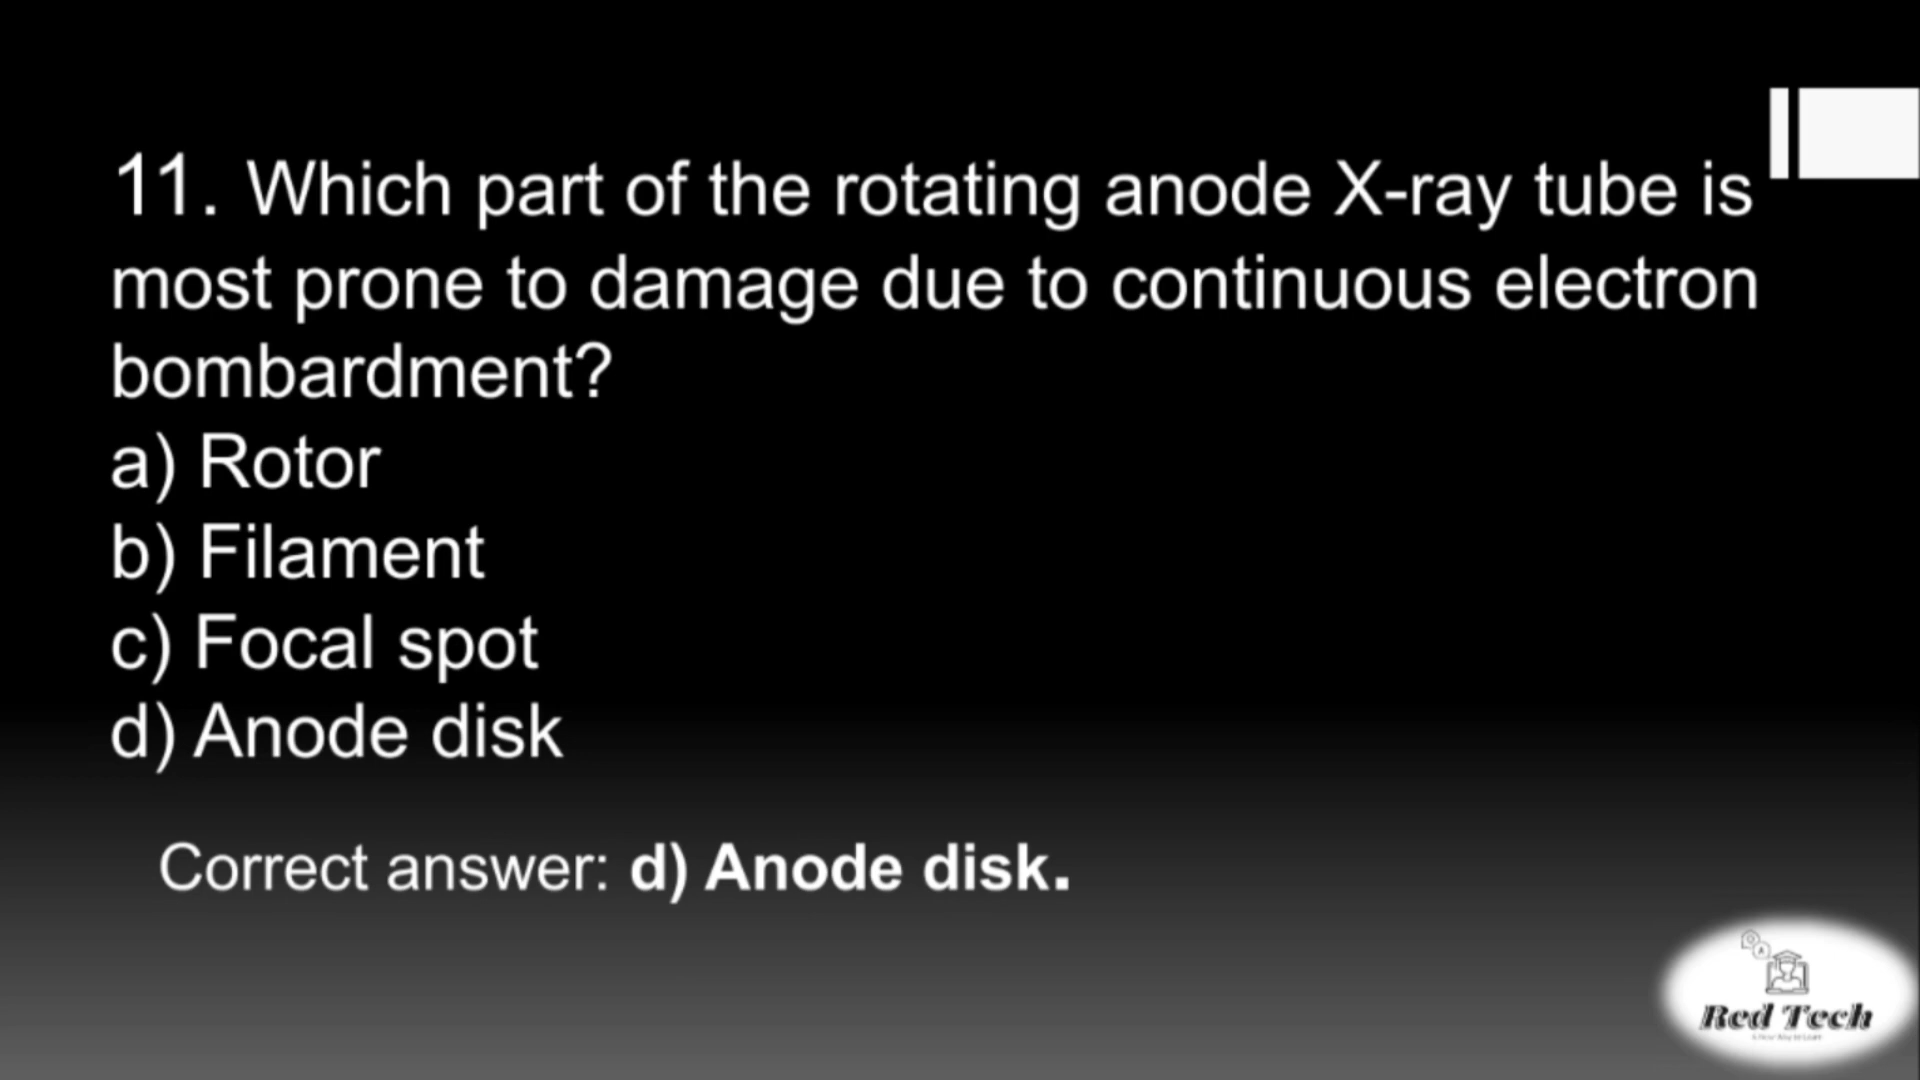 11. Which part of the rotating anode X-ray tube is
most prone to damage due to continuous electron
bombardment?
a) Rotor
b) Filament
c) Focal spot
d) Anode disk
Correct answer: d) Anode disk.
Q
A
Red Tech